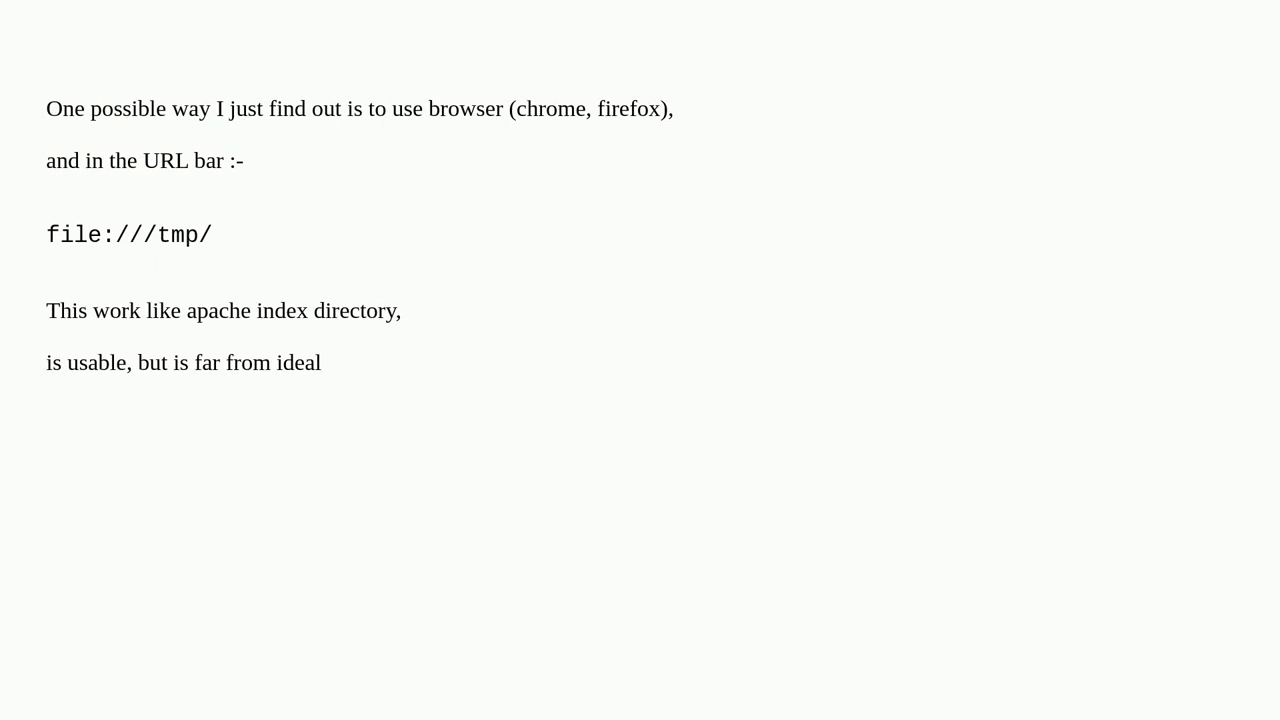 One possible way I just find out is to use browser (chrome, firefox),
and in the URL bar :-
file:///tmp/
This work like apache index directory,
is usable, but is far from ideal